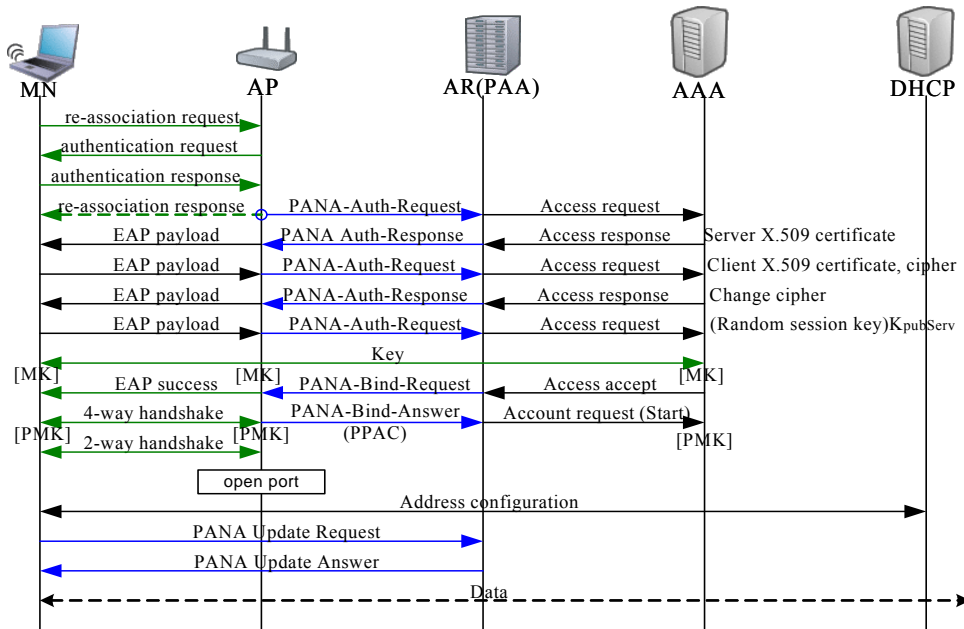 MN AP AR(PAA) AAA DHCP
re-association request
authentication request
authentication response
re-association response PANA-Auth-Request Access request
EAP payload PANA Auth-Response Access response Server X.509 certificate
EAP payload PANA-Auth-Request Access request Client X.509 certificate, cipher
EAP payload PANA-Auth-Response Access response Change cipher
EAP payload PANA-Auth-Request Access request (Random session key)KpubServ
Key
[MK] [MK] [MK]
EAP success PANA-Bind-Request Access accept
4-way handshake PANA-Bind-Answer Account request (Start)
[PMK] [PMK] (PPAC) [PMK]
2-way handshake
open port
Address configuration
PANA Update Request
PANA Update Answer
Data